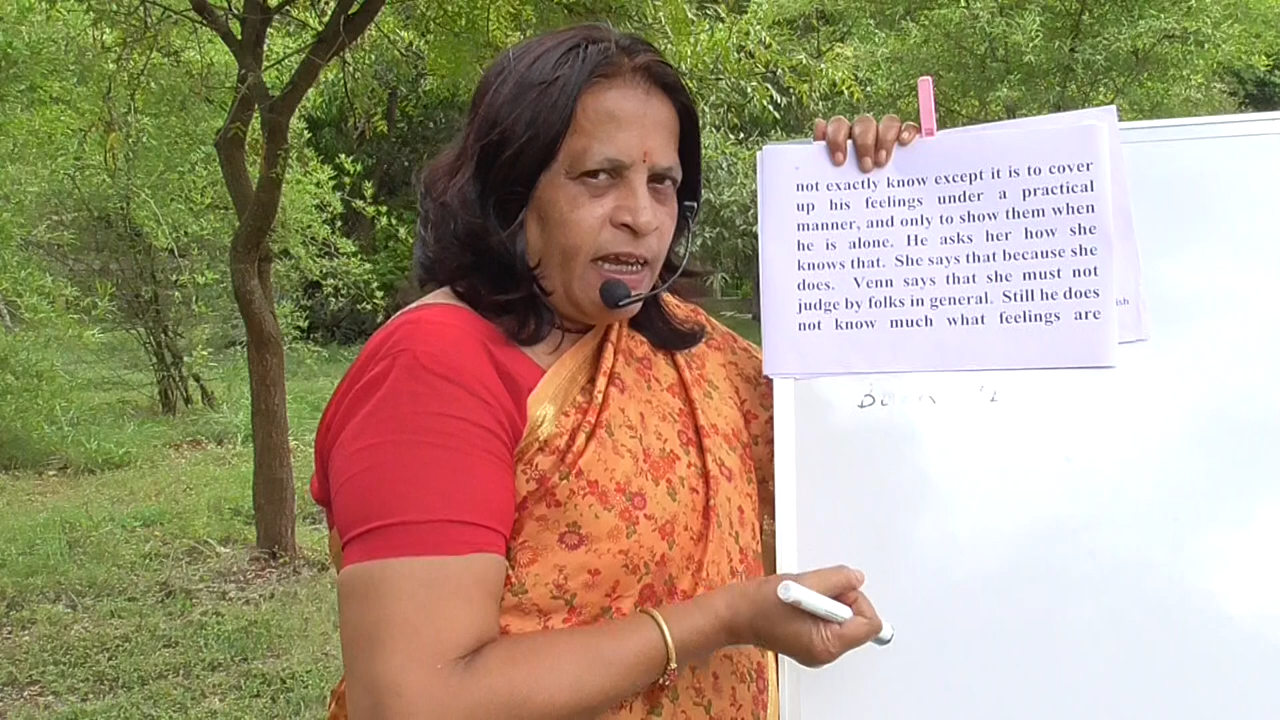 not exactly know except it is to cover
up his feelings under a practical
manner, and only to show them when
he is alone. He asks her how she
knows that. She says that because she
does. Venn says that she must not
judge by folks in general. Still he does
not know much what feelings are
ish